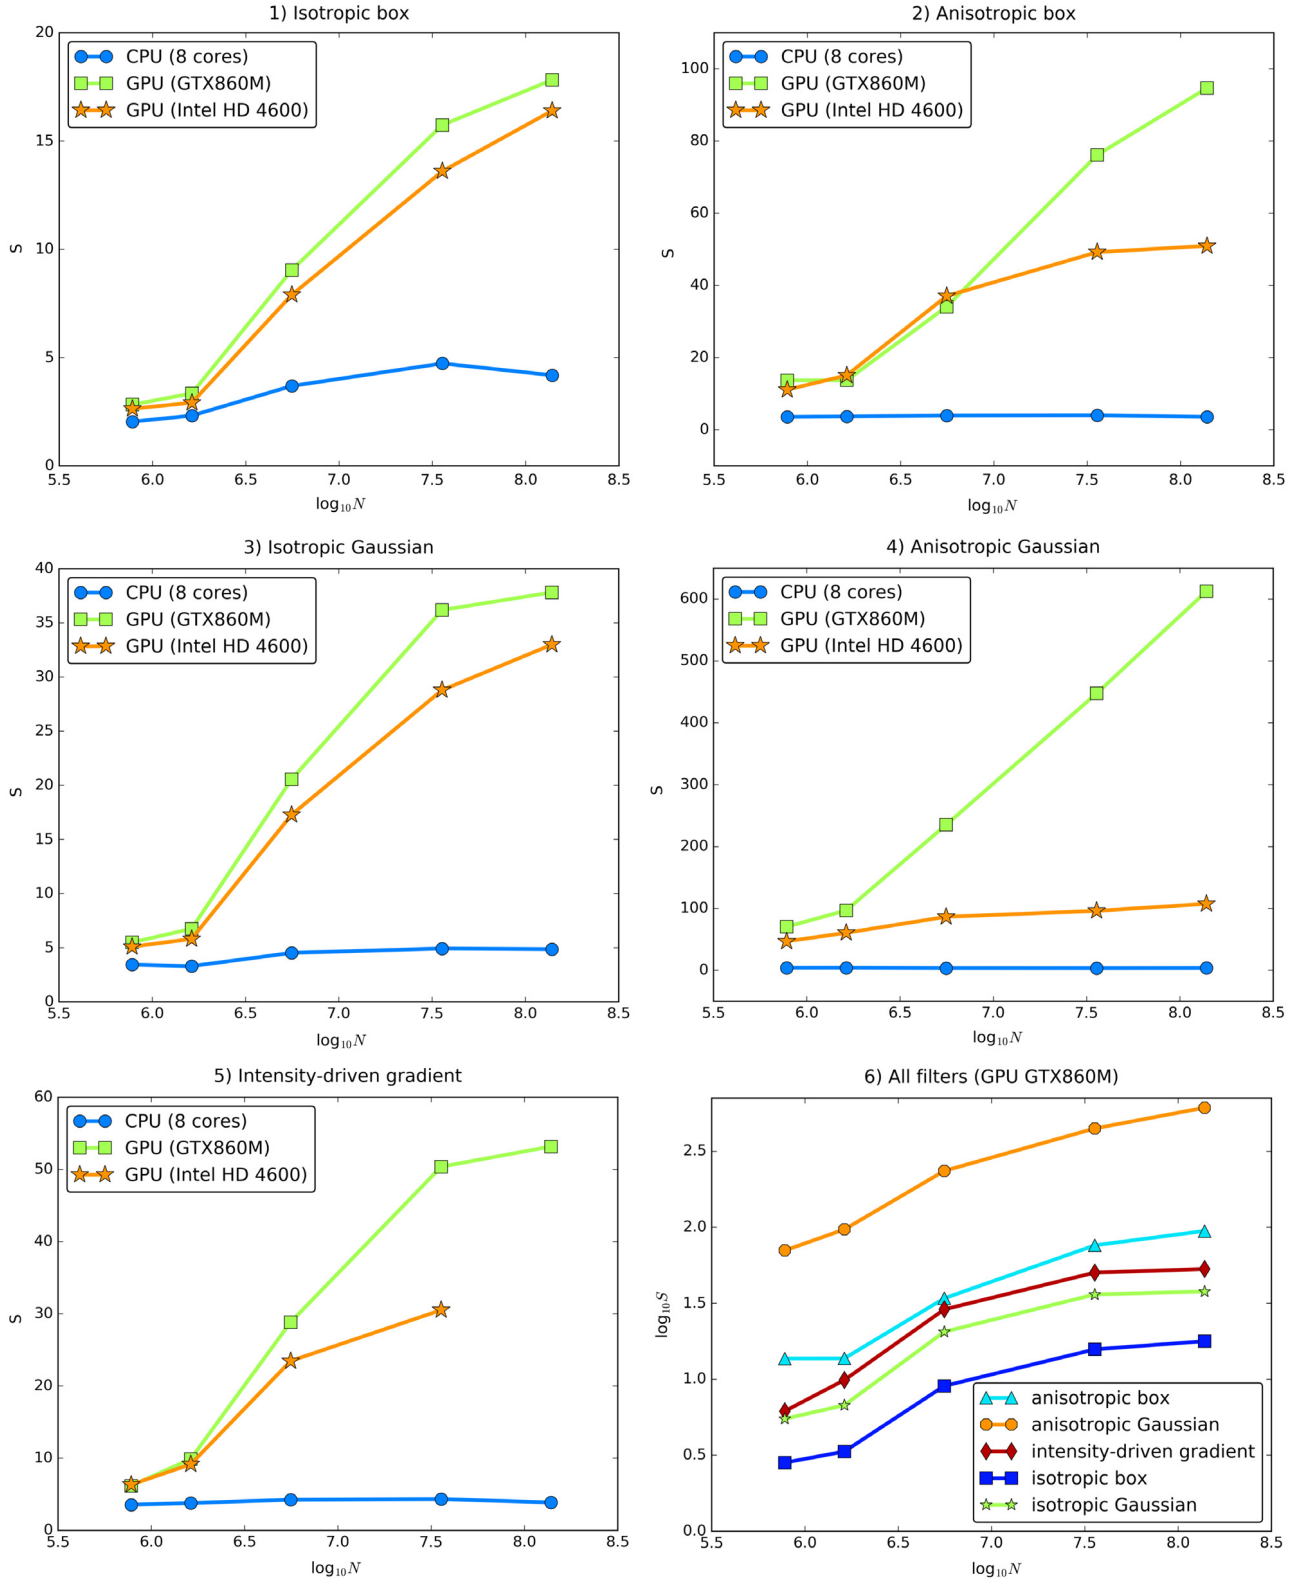 1) Isotropic box
CPU (8 cores)
GPU (GTX860M)
GPU (Intel HD 4600)
20
15
10
5
0
S
5.5 6.0 6.5 7.0 7.5 8.0 8.5
log₁₀N
2) Anisotropic box
CPU (8 cores)
GPU (GTX860M)
GPU (Intel HD 4600)
100
80
60
40
20
0
S
5.5 6.0 6.5 7.0 7.5 8.0 8.5
log₁₀N
3) Isotropic Gaussian
CPU (8 cores)
GPU (GTX860M)
GPU (Intel HD 4600)
40
35
30
25
20
15
10
5
0
S
5.5 6.0 6.5 7.0 7.5 8.0 8.5
log₁₀N
4) Anisotropic Gaussian
CPU (8 cores)
GPU (GTX860M)
GPU (Intel HD 4600)
600
500
400
300
200
100
0
S
5.5 6.0 6.5 7.0 7.5 8.0 8.5
log₁₀N
5) Intensity-driven gradient
CPU (8 cores)
GPU (GTX860M)
GPU (Intel HD 4600)
60
50
40
30
20
10
0
S
5.5 6.0 6.5 7.0 7.5 8.0 8.5
log₁₀N
6) All filters (GPU GTX860M)
2.5
2.0
1.5
1.0
0.5
0.0
log₁₀S
anisotropic box
anisotropic Gaussian
intensity-driven gradient
isotropic box
isotropic Gaussian
5.5 6.0 6.5 7.0 7.5 8.0 8.5
log₁₀N